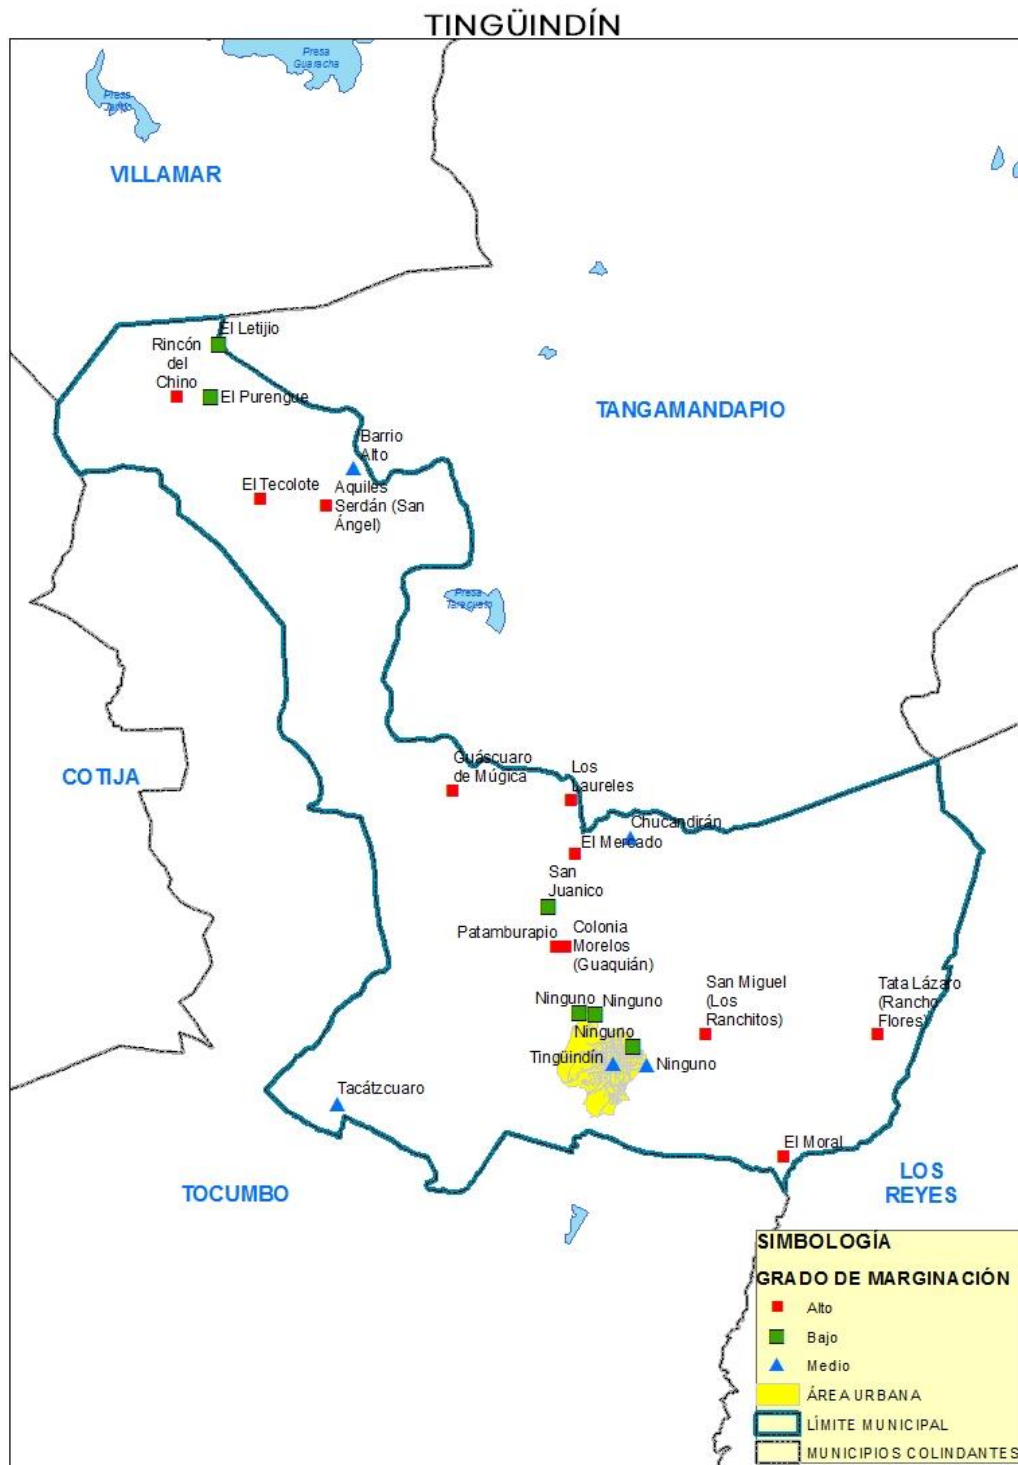 TINGÜINDÍN
Presa
Guaracha
Presa
VILLAMAR
El Letijio
Rincón
del
Chino
El Purengue
TANGAMANDAPIO
Barrio
Alto
El Tecolote
Aquiles
Serdán (San
Ángel)
Presa
COTIJA
Guáscuaro
de Múgica
Los
Laureles
Chucandirán
El Mercado
San
Juanico
Patamburapio
Colonia
Morelos
(Guaquián)
San Miguel
(Los
Ranchitos)
Tata Lázaro
(Rancho
Flores)
Ninguno
Ninguno
Ninguno
Tingüindín
Ninguno
Tacátzcuaro
El Moral
TOCUMBO
LOS
REYES
SIMBOLOGÍA
GRADO DE MARGINACIÓN
Alto
Bajo
Medio
ÁREA URBANA
LÍMITE MUNICIPAL
MUNICIPIOS COLINDANTES